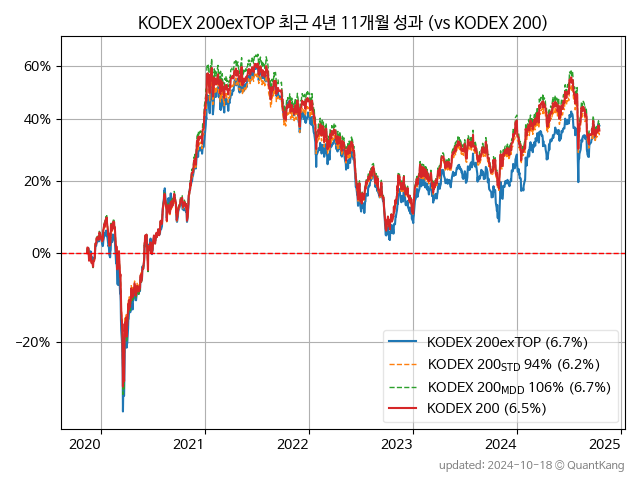 KODEX 200exTOP 최근 4년 11개월 성과 (vs KODEX 200)
60%
40%
20%
0%
−20%
KODEX 200exTOP (6.7%)
KODEX 200STD 94% (6.2%)
KODEX 200MDD 106% (6.7%)
KODEX 200 (6.5%)
2020 2021 2022 2023 2024 2025
updated: 2024-10-18 © QuantKang